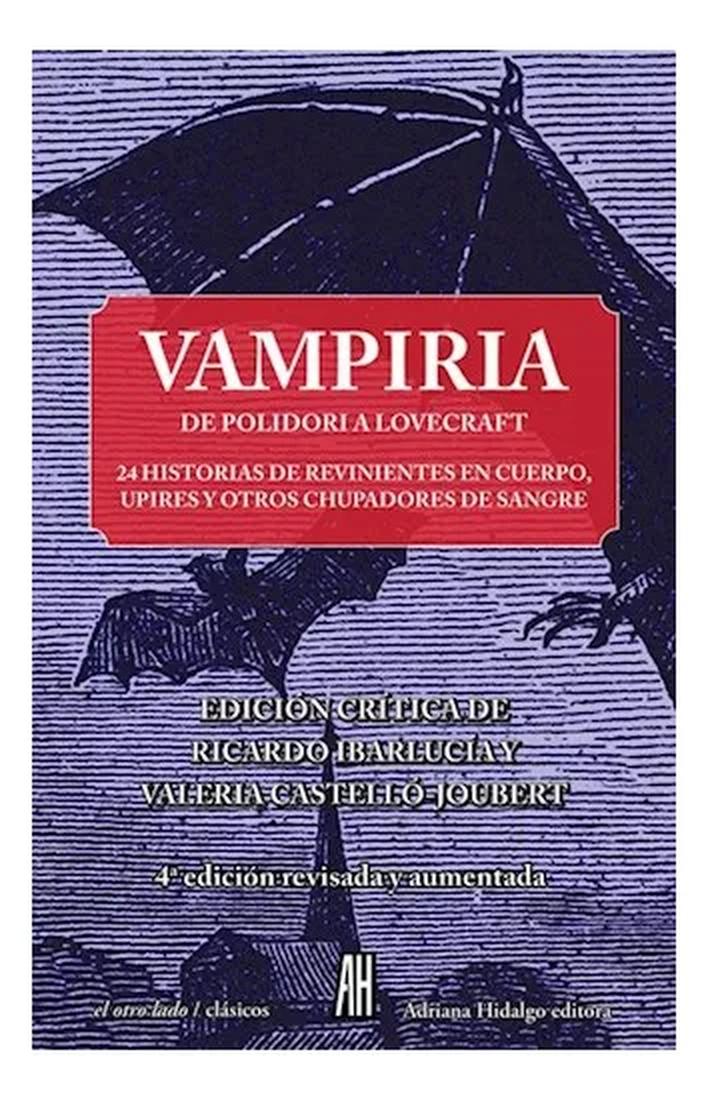 VAMPIRIA
DE POLIDORI A LOVECRAFT
24 HISTORIAS DE REVINIENTES EN CUERPO,
UPIRES Y OTROS CHUPADORES DE SANGRE
EDICIÓN CRÍTICA DE
RICARDO IBARLUCÍA Y
VALERIA CASTELLÓ-JOUBERT
4ª edición revisada y aumentada
AH
el otro lado / clásicos
Adriana Hidalgo editora